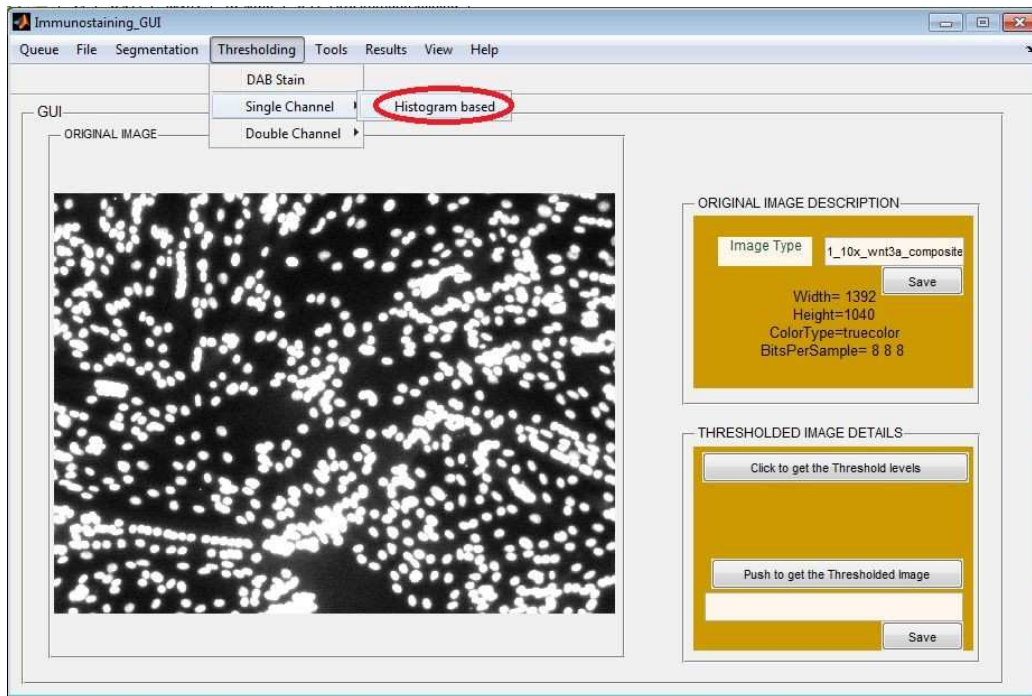 Immunostaining_GUI
Queue File Segmentation Thresholding Tools Results View Help
DAB Stain
Single Channel
Histogram based
Double Channel
GUI
ORIGINAL IMAGE
ORIGINAL IMAGE DESCRIPTION
Image Type
1_10x_wnt3a_composite
Save
Width= 1392
Height=1040
ColorType=truecolor
BitsPerSample= 8 8 8
THRESHOLDED IMAGE DETAILS
Click to get the Threshold levels
Push to get the Thresholded Image
Save